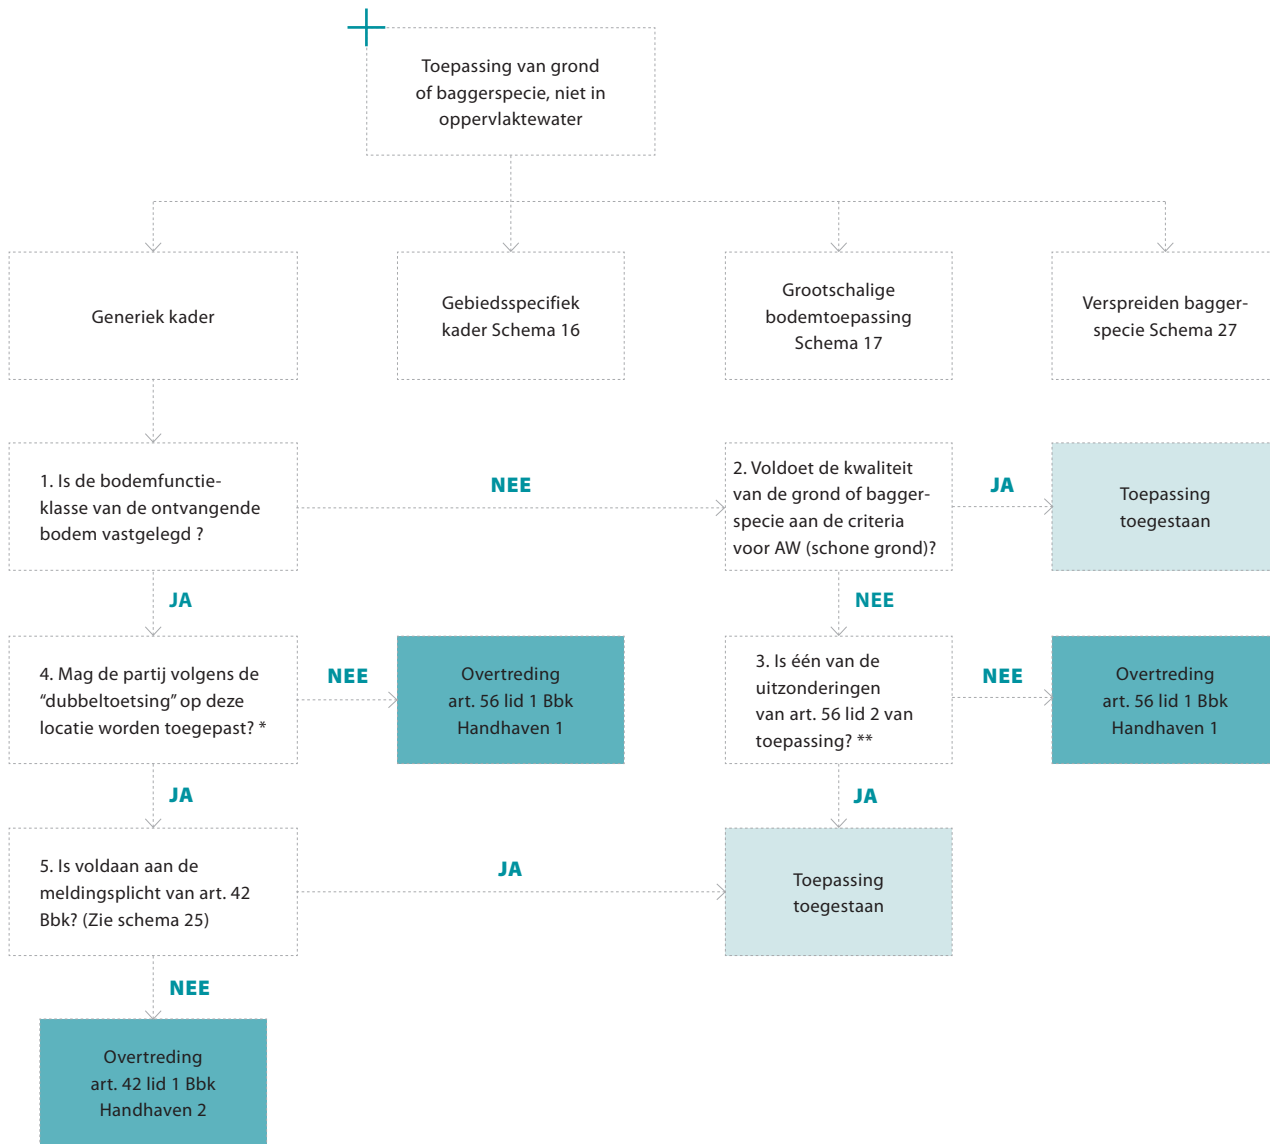 Toepassing van grond
of baggerspecie, niet in
oppervlaktewater
Generiek kader
Gebiedsspecifiek
kader Schema 16
Grootschalige
bodemtoepassing
Schema 17
Verspreiden bagger-
specie Schema 27
1. Is de bodemfunctie-
klasse van de ontvangende
bodem vastgelegd ?
NEE
2. Voldoet de kwaliteit
van de grond of bagger-
specie aan de criteria
voor AW (schone grond)?
JA
Toepassing
toegestaan
JA
NEE
4. Mag de partij volgens de
“dubbeltoetsing” op deze
locatie worden toegepast? *
NEE
Overtreding
art. 56 lid 1 Bbk
Handhaven 1
3. Is één van de
uitzonderingen
van art. 56 lid 2 van
toepassing? **
NEE
Overtreding
art. 56 lid 1 Bbk
Handhaven 1
JA
JA
5. Is voldaan aan de
meldingsplicht van art. 42
Bbk? (Zie schema 25)
JA
Toepassing
toegestaan
NEE
Overtreding
art. 42 lid 1 Bbk
Handhaven 2